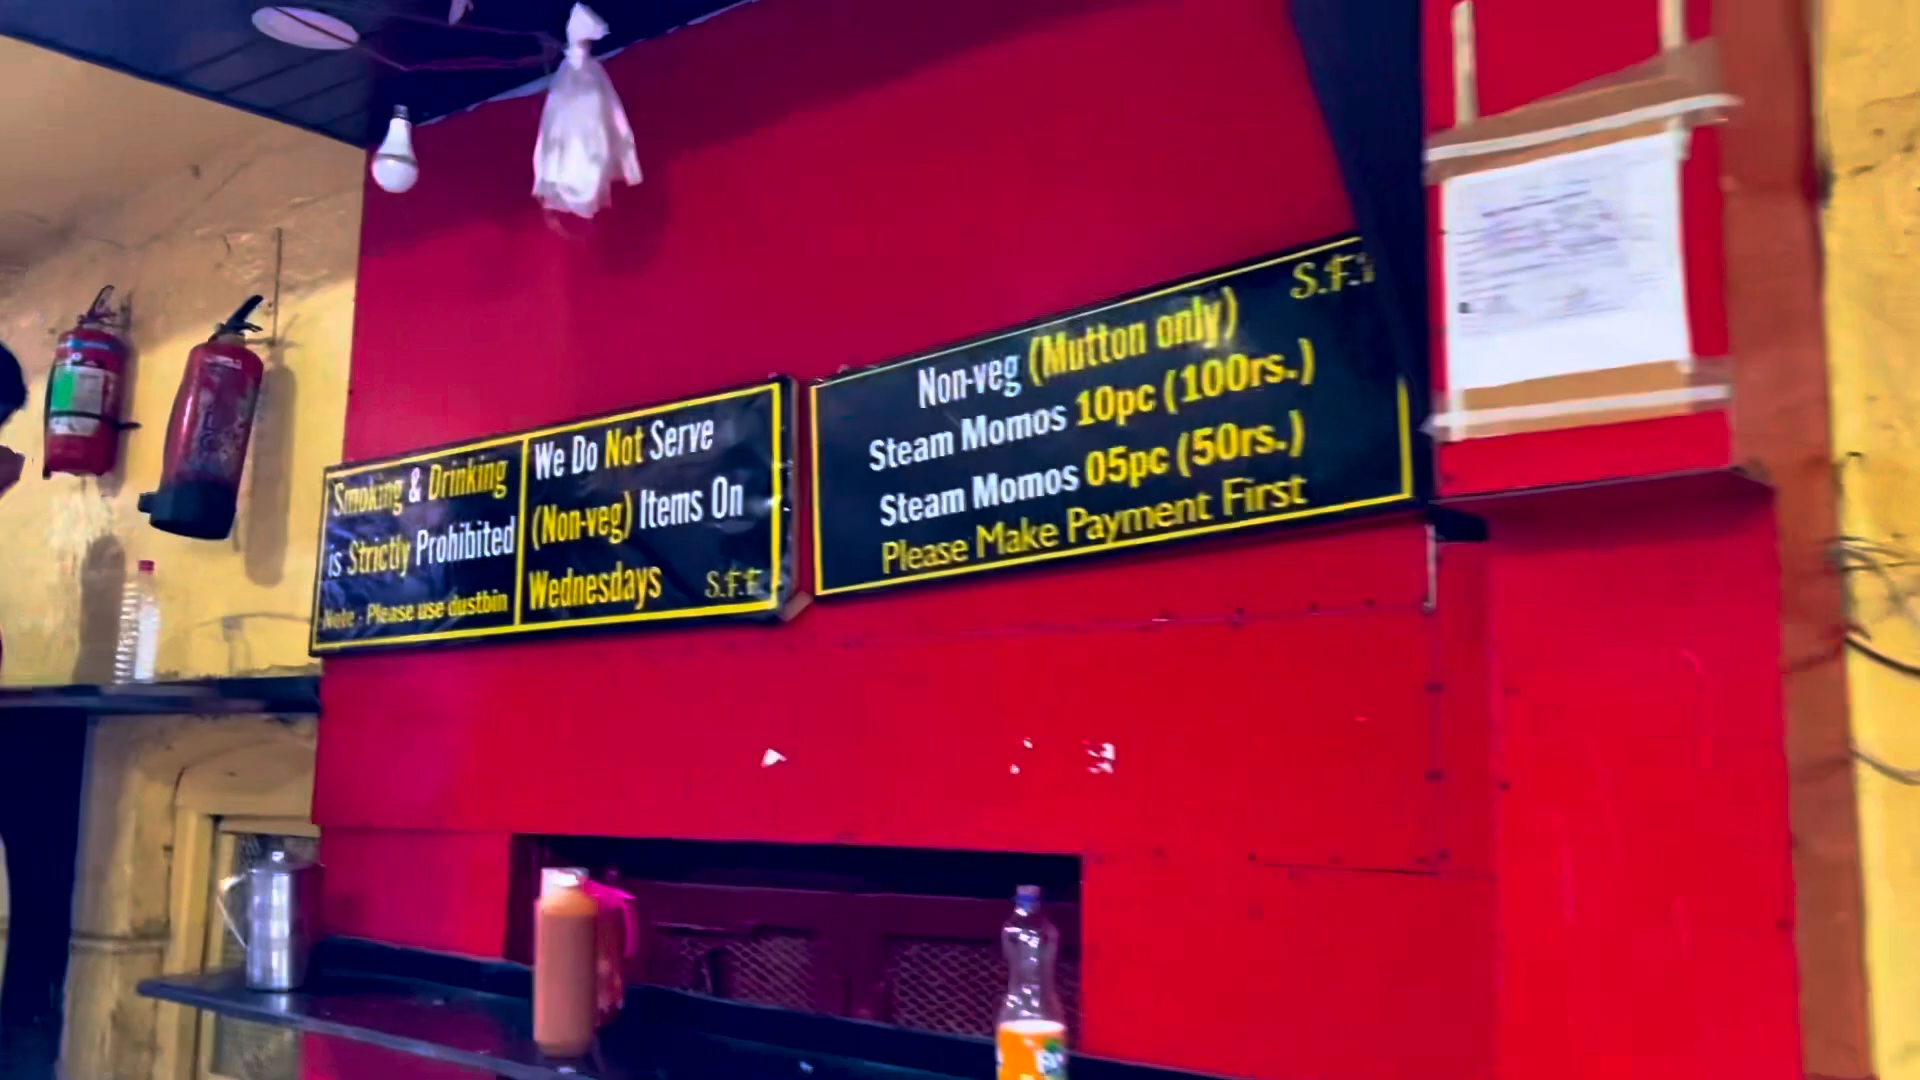 Smoking & Drinking
is Strictly Prohibited
Note - Please use dustbin
We Do Not Serve
(Non-veg) Items On
Wednesdays
S.F.F
Non-veg (Mutton only)
Steam Momos 10pc (100rs.)
Steam Momos 05pc (50rs.)
Please Make Payment First